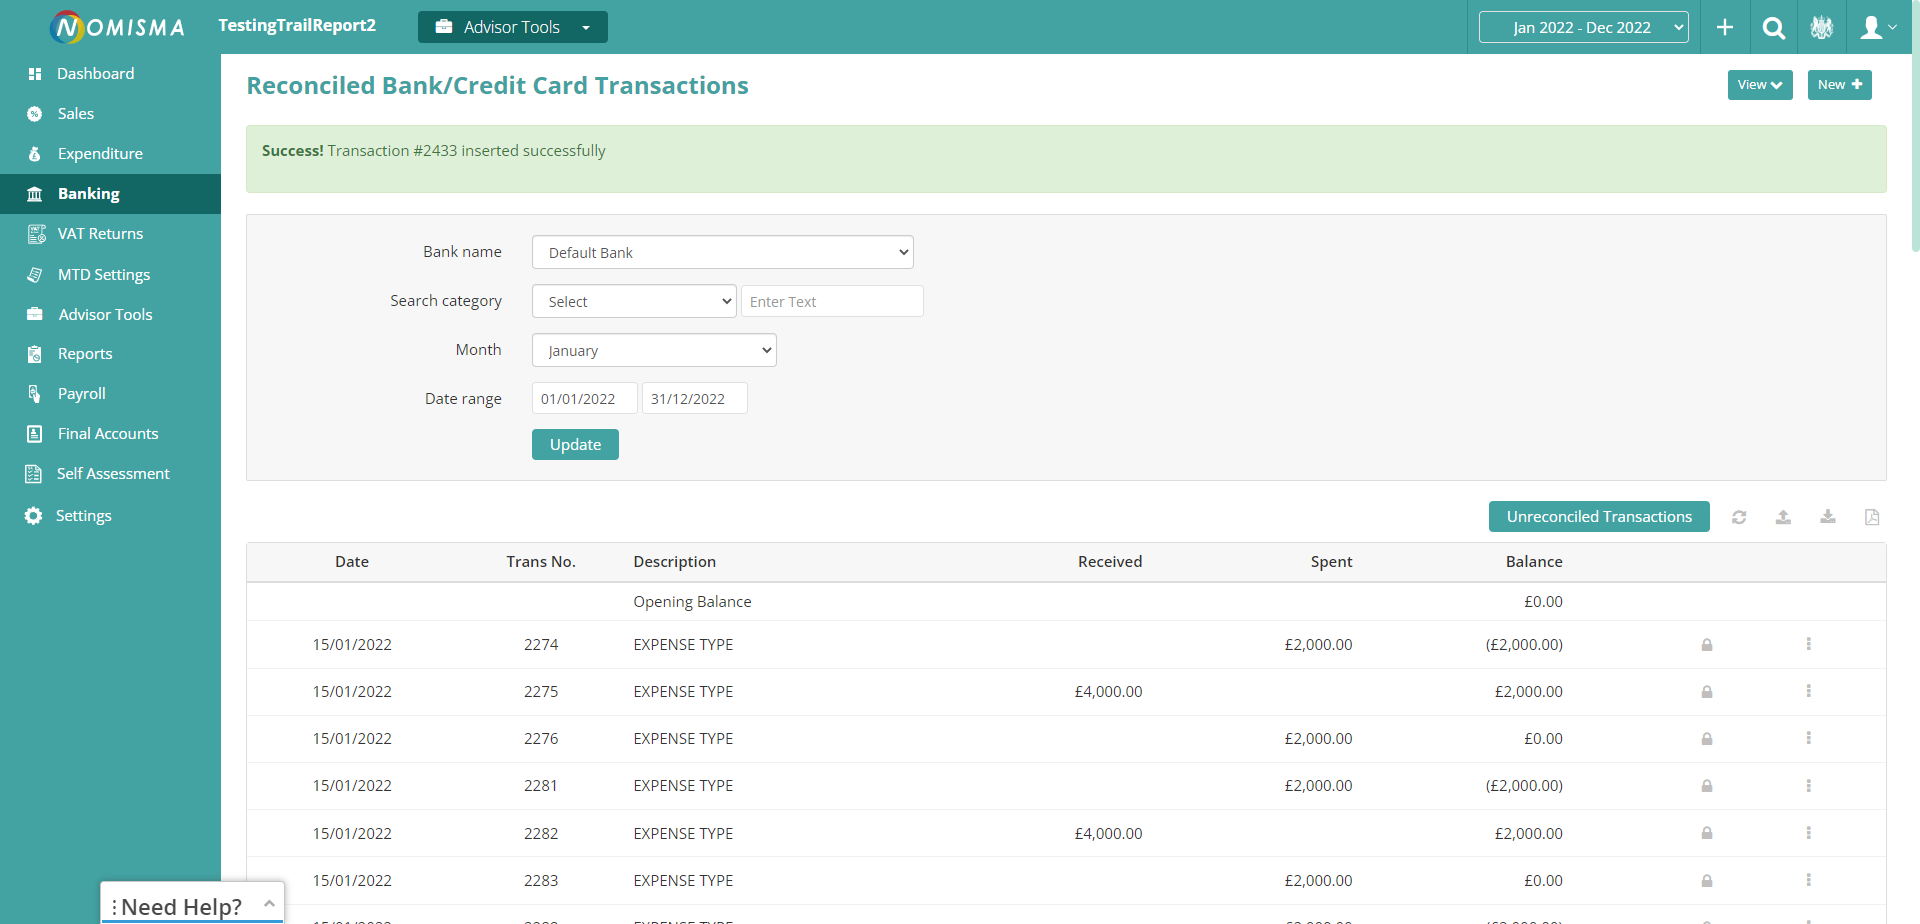 NOMISMA
TestingTrailReport2
Advisor Tools
Jan 2022 - Dec 2022
Dashboard
Sales
Expenditure
Banking
VAT Returns
MTD Settings
Advisor Tools
Reports
Payroll
Final Accounts
Self Assessment
Settings
Reconciled Bank/Credit Card Transactions
View
New
Success! Transaction #2433 inserted successfully
Bank name Default Bank
Search category Select Enter Text
Month January
Date range 01/01/2022 31/12/2022
Update
Unreconciled Transactions
Date Trans No. Description Received Spent Balance
Opening Balance £0.00
15/01/2022 2274 EXPENSE TYPE £2,000.00 (£2,000.00)
15/01/2022 2275 EXPENSE TYPE £4,000.00 £2,000.00
15/01/2022 2276 EXPENSE TYPE £2,000.00 £0.00
15/01/2022 2281 EXPENSE TYPE £2,000.00 (£2,000.00)
15/01/2022 2282 EXPENSE TYPE £4,000.00 £2,000.00
15/01/2022 2283 EXPENSE TYPE £2,000.00 £0.00
Need Help?